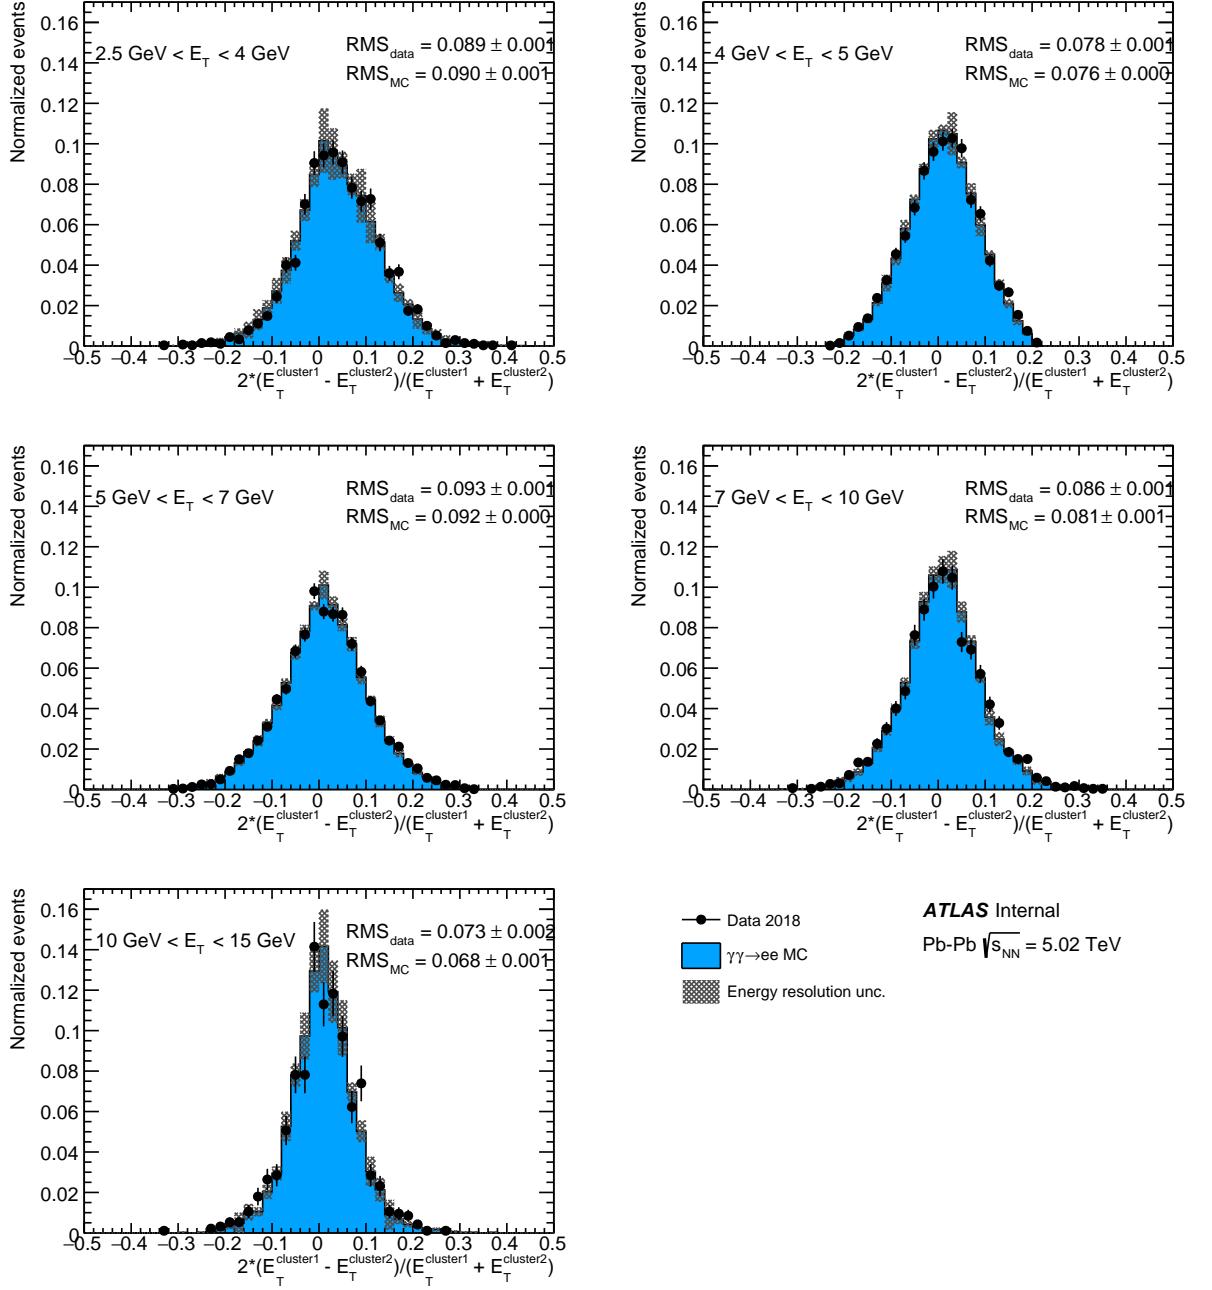 Normalized events
2.5 GeV < E_T < 4 GeV
RMS_data = 0.089 ± 0.001
RMS_MC = 0.090 ± 0.001
0.16
0.14
0.12
0.1
0.08
0.06
0.04
0.02
0
−0.5 −0.4 −0.3 −0.2 −0.1 0 0.1 0.2 0.3 0.4 0.5
2*(E_T^cluster1 - E_T^cluster2)/(E_T^cluster1 + E_T^cluster2)
Normalized events
4 GeV < E_T < 5 GeV
RMS_data = 0.078 ± 0.001
RMS_MC = 0.076 ± 0.000
0.16
0.14
0.12
0.1
0.08
0.06
0.04
0.02
0
−0.5 −0.4 −0.3 −0.2 −0.1 0 0.1 0.2 0.3 0.4 0.5
2*(E_T^cluster1 - E_T^cluster2)/(E_T^cluster1 + E_T^cluster2)
Normalized events
5 GeV < E_T < 7 GeV
RMS_data = 0.093 ± 0.001
RMS_MC = 0.092 ± 0.000
0.16
0.14
0.12
0.1
0.08
0.06
0.04
0.02
0
−0.5 −0.4 −0.3 −0.2 −0.1 0 0.1 0.2 0.3 0.4 0.5
2*(E_T^cluster1 - E_T^cluster2)/(E_T^cluster1 + E_T^cluster2)
Normalized events
7 GeV < E_T < 10 GeV
RMS_data = 0.086 ± 0.001
RMS_MC = 0.081 ± 0.001
0.16
0.14
0.12
0.1
0.08
0.06
0.04
0.02
0
−0.5 −0.4 −0.3 −0.2 −0.1 0 0.1 0.2 0.3 0.4 0.5
2*(E_T^cluster1 - E_T^cluster2)/(E_T^cluster1 + E_T^cluster2)
Normalized events
10 GeV < E_T < 15 GeV
RMS_data = 0.073 ± 0.002
RMS_MC = 0.068 ± 0.001
0.16
0.14
0.12
0.1
0.08
0.06
0.04
0.02
0
−0.5 −0.4 −0.3 −0.2 −0.1 0 0.1 0.2 0.3 0.4 0.5
2*(E_T^cluster1 - E_T^cluster2)/(E_T^cluster1 + E_T^cluster2)
Data 2018
γγ→ee MC
Energy resolution unc.
ATLAS Internal
Pb-Pb √s_NN = 5.02 TeV